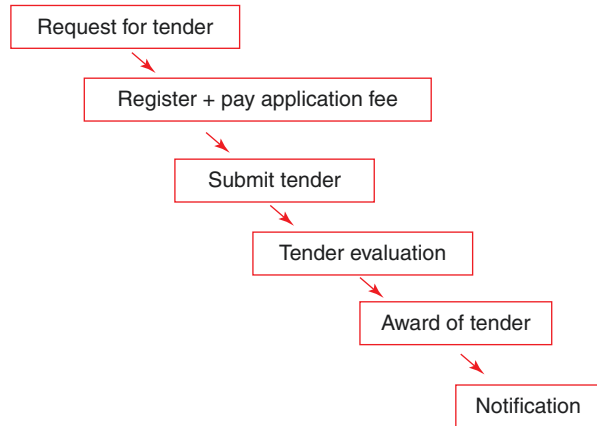 Request for tender
Register + pay application fee
Submit tender
Tender evaluation
Award of tender
Notification